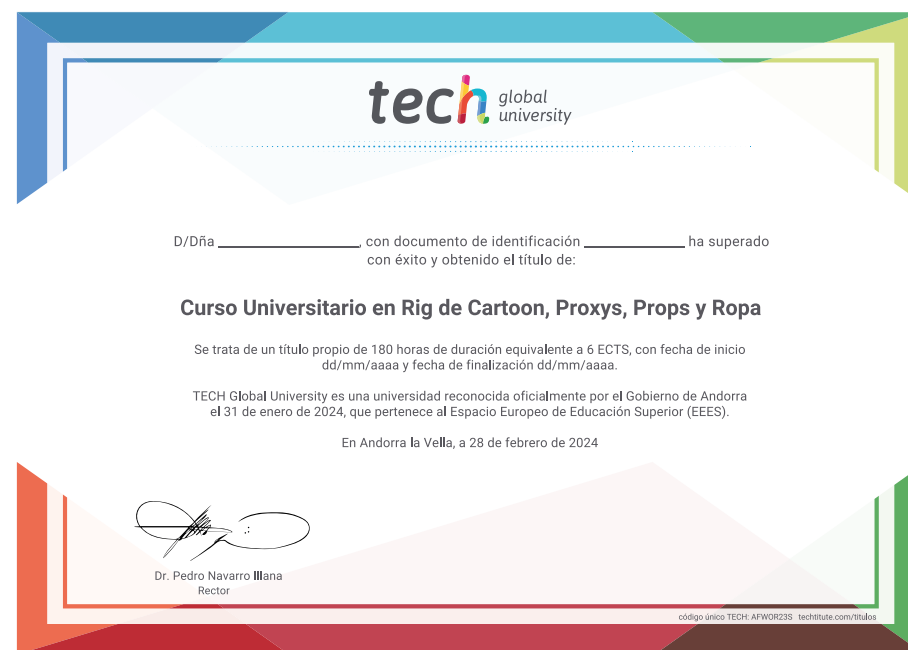 tech global
university
D/Dña ______________, con documento de identificación __________ ha superado
con éxito y obtenido el título de:
Curso Universitario en Rig de Cartoon, Proxys, Props y Ropa
Se trata de un título propio de 180 horas de duración equivalente a 6 ECTS, con fecha de inicio
dd/mm/aaaa y fecha de finalización dd/mm/aaaa.
TECH Global University es una universidad reconocida oficialmente por el Gobierno de Andorra
el 31 de enero de 2024, que pertenece al Espacio Europeo de Educación Superior (EEES).
En Andorra la Vella, a 28 de febrero de 2024
Dr. Pedro Navarro Illana
Rector
código único TECH: AFWOR23S techtitute.com/titulos